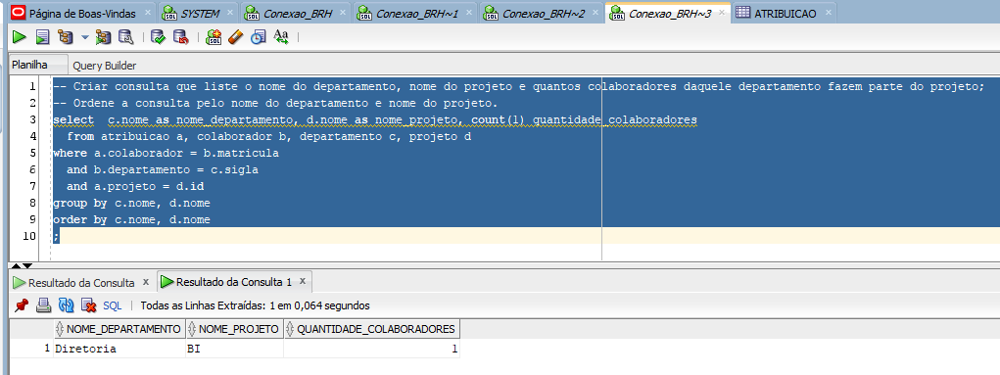 Página de Boas-Vindas × SYSTEM × Conexao_BRH × Conexao_BRH~1 × Conexao_BRH~2 × Conexao_BRH~3 × ATRIBUICAO ×
Planilha Query Builder
1 -- Criar consulta que liste o nome do departamento, nome do projeto e quantos colaboradores daquele departamento fazem parte do projeto;
2 -- Ordene a consulta pelo nome do departamento e nome do projeto.
3 select c.nome as nome_departamento, d.nome as nome_projeto, count(1) quantidade_colaboradores
4 from atribuicao a, colaborador b, departamento c, projeto d
5 where a.colaborador = b.matricula
6 and b.departamento = c.sigla
7 and a.projeto = d.id
8 group by c.nome, d.nome
9 order by c.nome, d.nome
10 ;
Resultado da Consulta × Resultado da Consulta 1 ×
SQL | Todas as Linhas Extraídas: 1 em 0,064 segundos
NOME_DEPARTAMENTO NOME_PROJETO QUANTIDADE_COLABORADORES
1 Diretoria BI 1